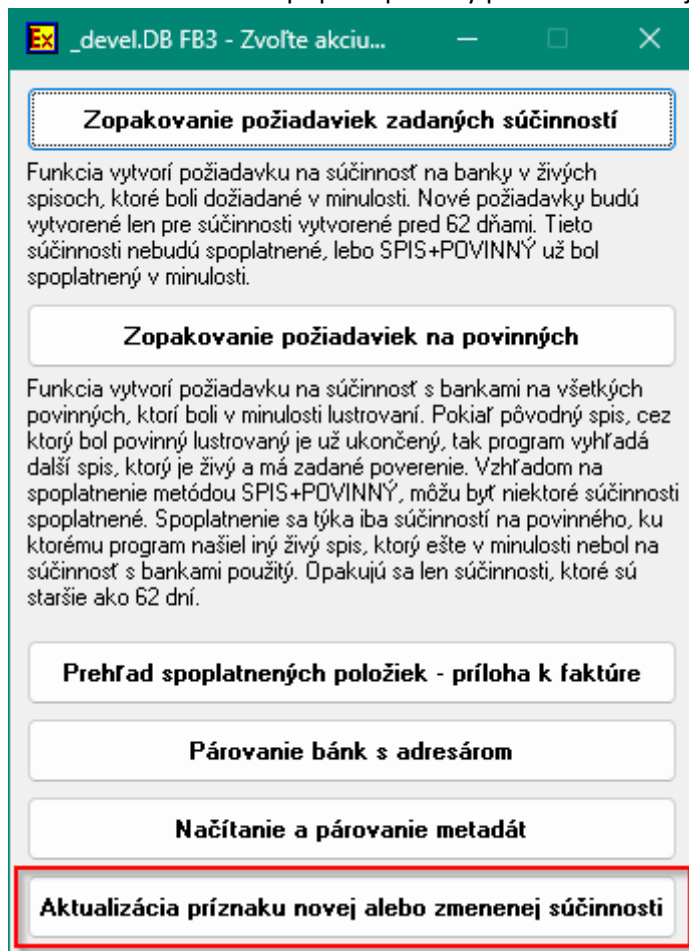 Ex _devel.DB FB3 - Zvoľte akciu...
Zopakovanie požiadaviek zadaných súčinností
Funkcia vytvorí požiadavku na súčinnosť na banky v živých
spisoch, ktoré boli dožiadané v minulosti. Nové požiadavky budú
vytvorené len pre súčinnosti vytvorené pred 62 dňami. Tieto
súčinnosti nebudú spoplatnené, lebo SPIS+POVINNÝ už bol
spoplatnený v minulosti.
Zopakovanie požiadaviek na povinných
Funkcia vytvorí požiadavku na súčinnosť s bankami na všetkých
povinných, ktorí boli v minulosti lustrovaní. Pokiaľ pôvodný spis, cez
ktorý bol povinný lustrovaný je už ukončený, tak program vyhľadá
další spis, ktorý je živý a má zadané poverenie. Vzhľadom na
spoplatnenie metódou SPIS+POVINNÝ, môžu byť niektoré súčinnosti
spoplatnené. Spoplatnenie sa týka iba súčinností na povinného, ku
ktorému program našiel iný živý spis, ktorý ešte v minulosti nebol na
súčinnosť s bankami použitý. Opakujú sa len súčinnosti, ktoré sú
staršie ako 62 dní.
Prehľad spoplatnených položiek - príloha k faktúre
Párovanie bánk s adresárom
Načítanie a párovanie metadát
Aktualizácia príznaku novej alebo zmenenej súčinnosti